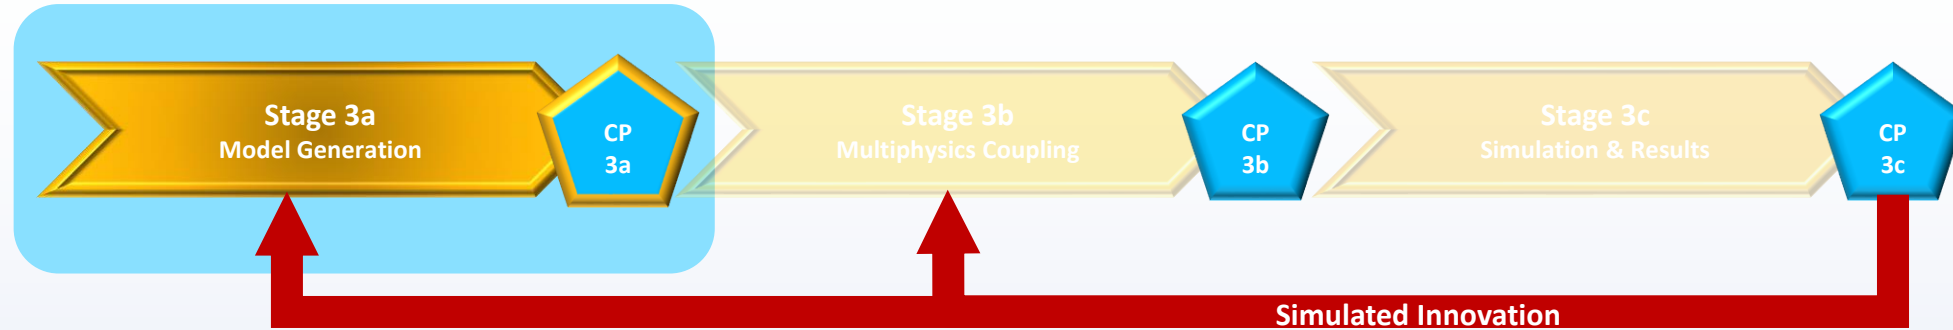 Stage 3a
Model Generation
CP
3a
Stage 3b
Multiphysics Coupling
CP
3b
Stage 3c
Simulation & Results
CP
3c
Simulated Innovation